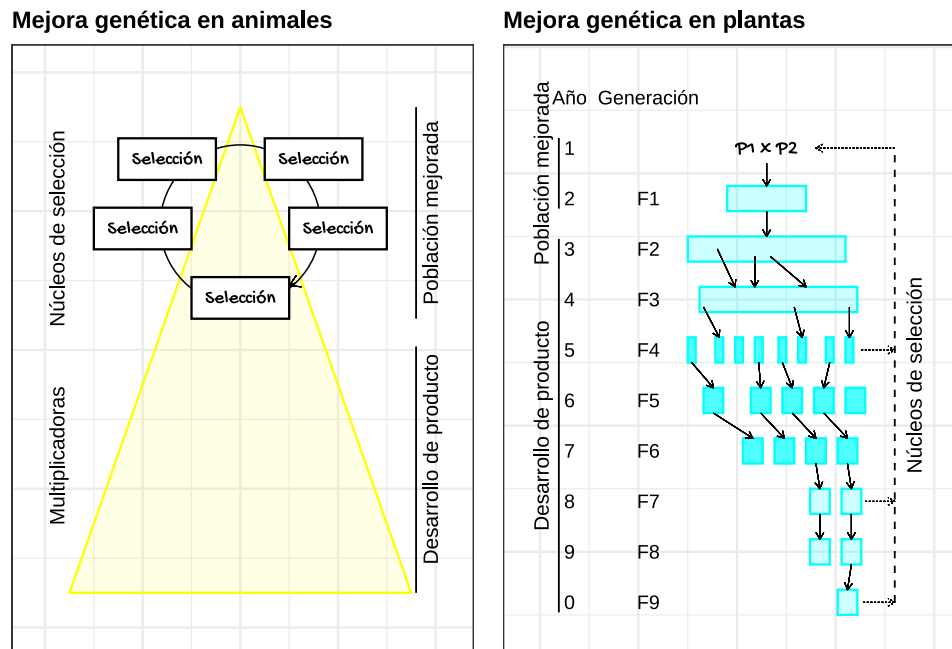 Mejora genética en animales
Núcleos de selección
Multiplicadoras
Selección
Selección
Selección
Selección
Selección
Población mejorada
Desarrollo de producto
Mejora genética en plantas
Población mejorada
Desarrollo de producto
Año Generación
1 P1 x P2
2 F1
3 F2
4 F3
5 F4
6 F5
7 F6
8 F7
9 F8
0 F9
Núcleos de selección